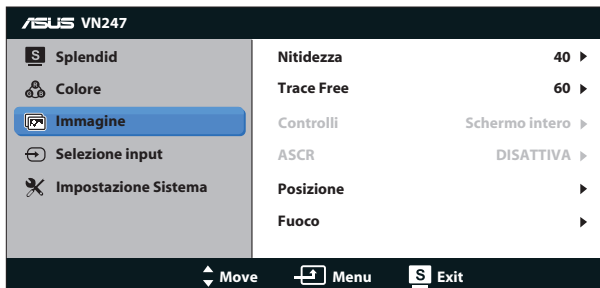 ASUS VN247
S Splendid
Colore
Immagine
Selezione input
Impostazione Sistema
Nitidezza 40
Trace Free 60
Controlli Schermo intero
ASCR DISATTIVA
Posizione
Fuoco
Move Menu S Exit